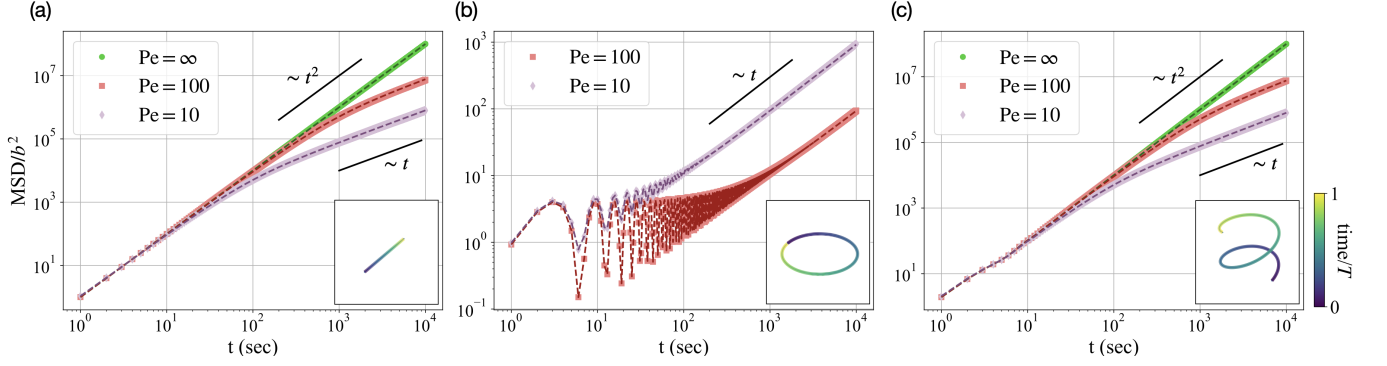 (a)
MSD/b²
10⁷
10⁵
10³
10¹
Pe = ∞
Pe = 100
Pe = 10
~ t²
~ t
10⁰ 10¹ 10² 10³ 10⁴
t (sec)
(b)
10³
10²
10¹
10⁰
10⁻¹
Pe = 100
Pe = 10
~ t
10⁰ 10¹ 10² 10³ 10⁴
t (sec)
(c)
10⁷
10⁵
10³
10¹
Pe = ∞
Pe = 100
Pe = 10
~ t²
~ t
10⁰ 10¹ 10² 10³ 10⁴
t (sec)
1
time/T
0